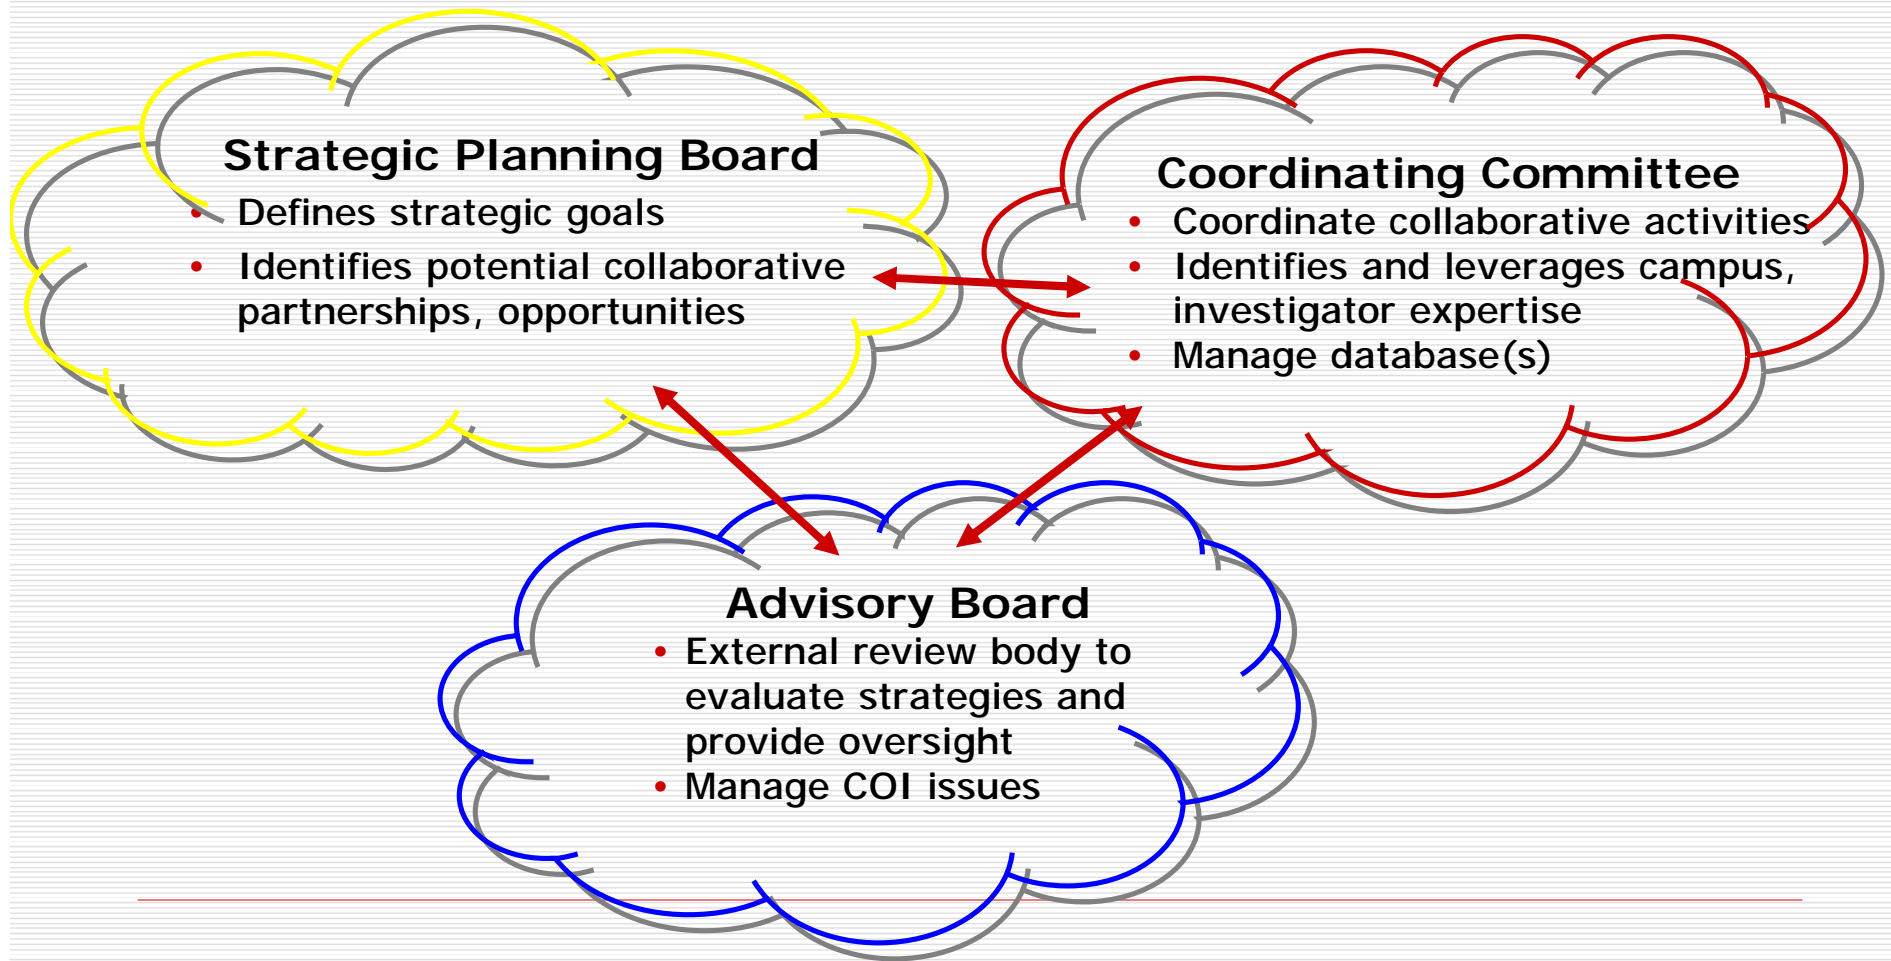 Strategic Planning Board
• Defines strategic goals
• Identifies potential collaborative
partnerships, opportunities
Coordinating Committee
• Coordinate collaborative activities
• Identifies and leverages campus,
investigator expertise
• Manage database(s)
Advisory Board
• External review body to
evaluate strategies and
provide oversight
• Manage COI issues